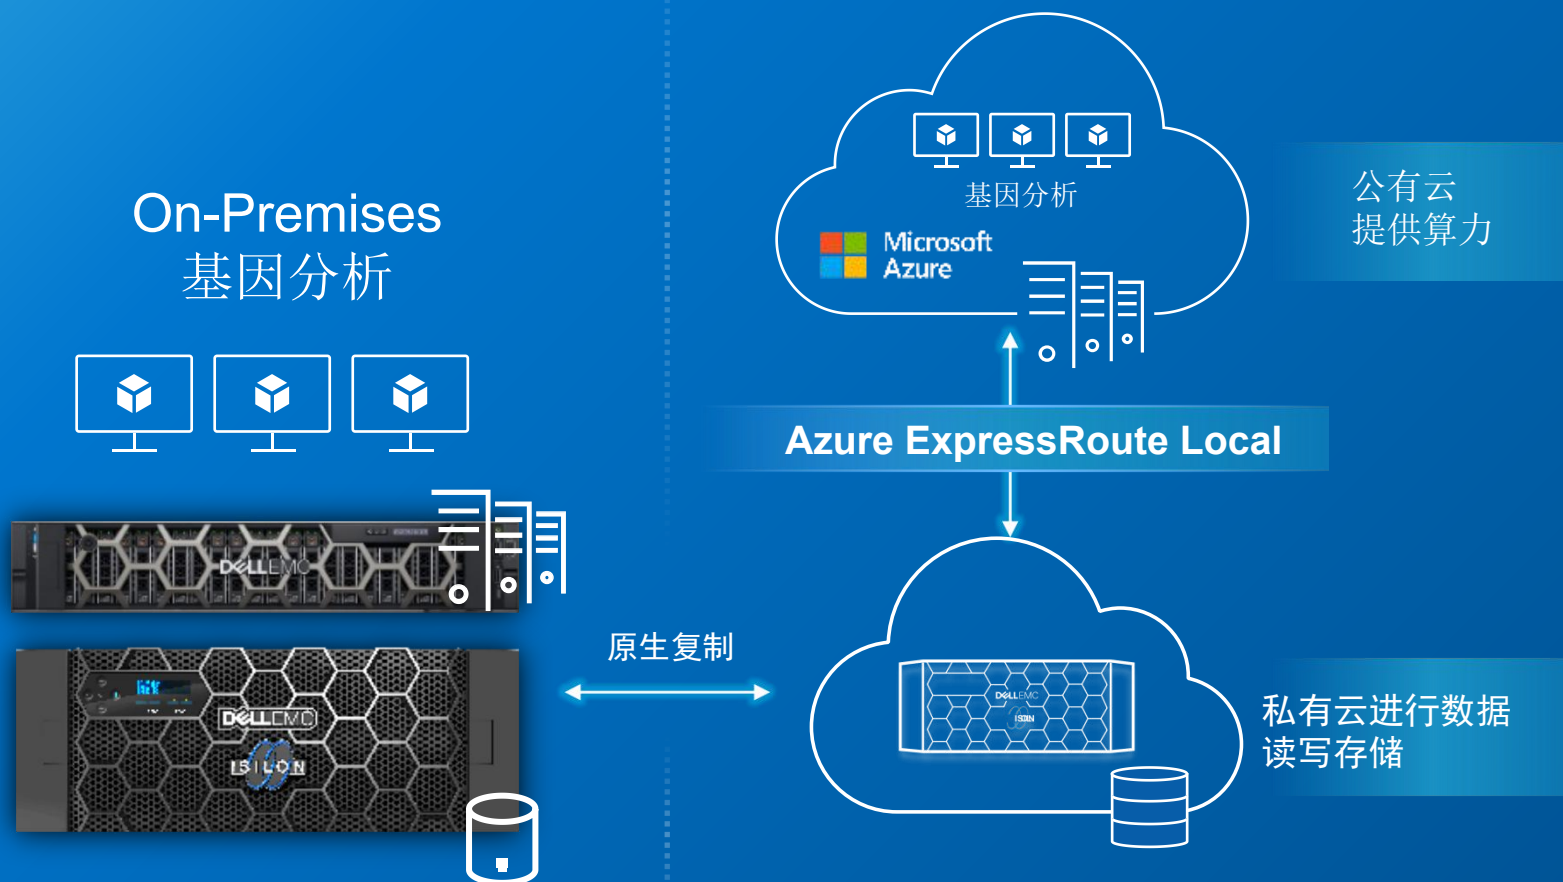 On-Premises
基因分析
DELLEMC
DELLEMC
ISILON
原生复制
基因分析
Microsoft
Azure
公有云
提供算力
Azure ExpressRoute Local
DELLEMC
ISILON
私有云进行数据
读写存储